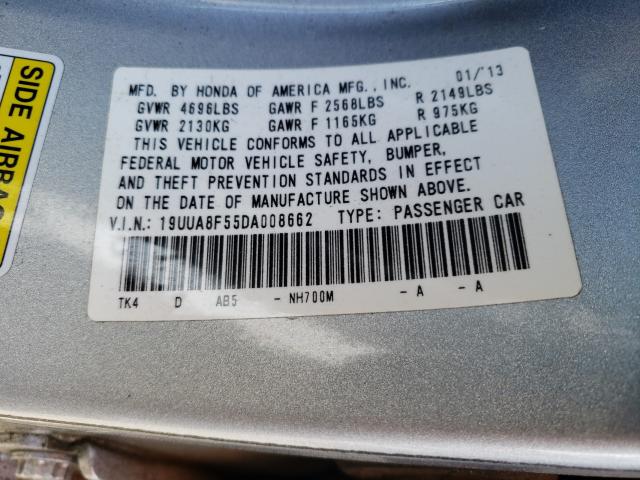 MFD. BY HONDA OF AMERICA MFG., INC. 01/'13
GVWR 4696LBS GAWR F 2568LBS R 2149LBS
GVWR 2130KG GAWR F 1165KG R 975KG
THIS VEHICLE CONFORMS TO ALL APPLICABLE
FEDERAL MOTOR VEHICLE SAFETY, BUMPER,
AND THEFT PREVENTION STANDARDS IN EFFECT
ON THE DATE OF MANUFACTURE SHOWN ABOVE.
V.I.N.: 19UUA8F55DA008662 TYPE: PASSENGER CAR
TK4 D AB5 - NH700M - A - A
SIDE